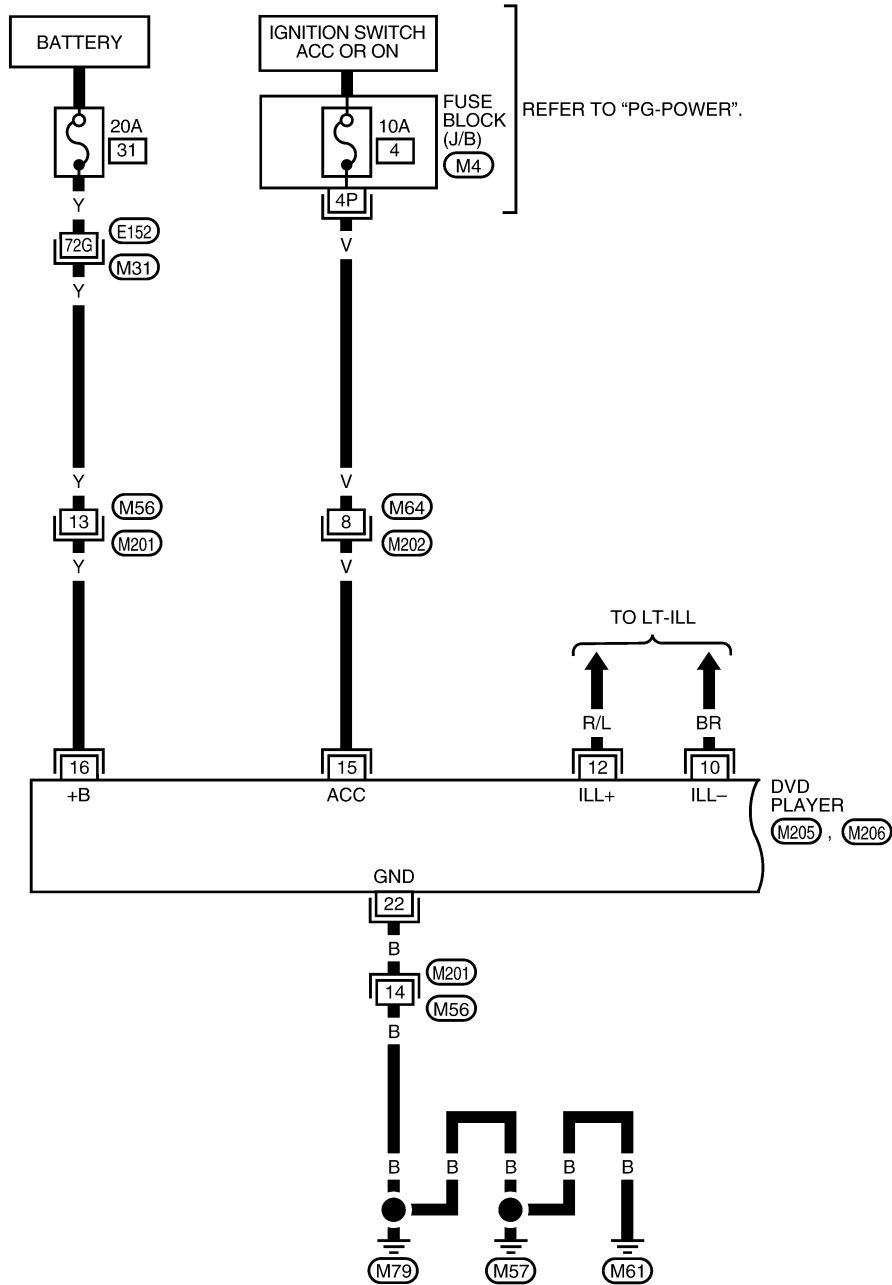 BATTERY
IGNITION SWITCH
ACC OR ON
20A
31
10A
4
FUSE
BLOCK
(J/B)
M4
REFER TO “PG-POWER”.
4P
Y
V
72G
E152
M31
Y
Y
V
13
M56
M201
8
M64
M202
Y
V
TO LT-ILL
R/L
BR
16
15
12
10
+B
ACC
ILL+
ILL–
DVD
PLAYER
M205 , M206
GND
22
B
14
M201
M56
B
B
B
B
B
B
M79
M57
M61